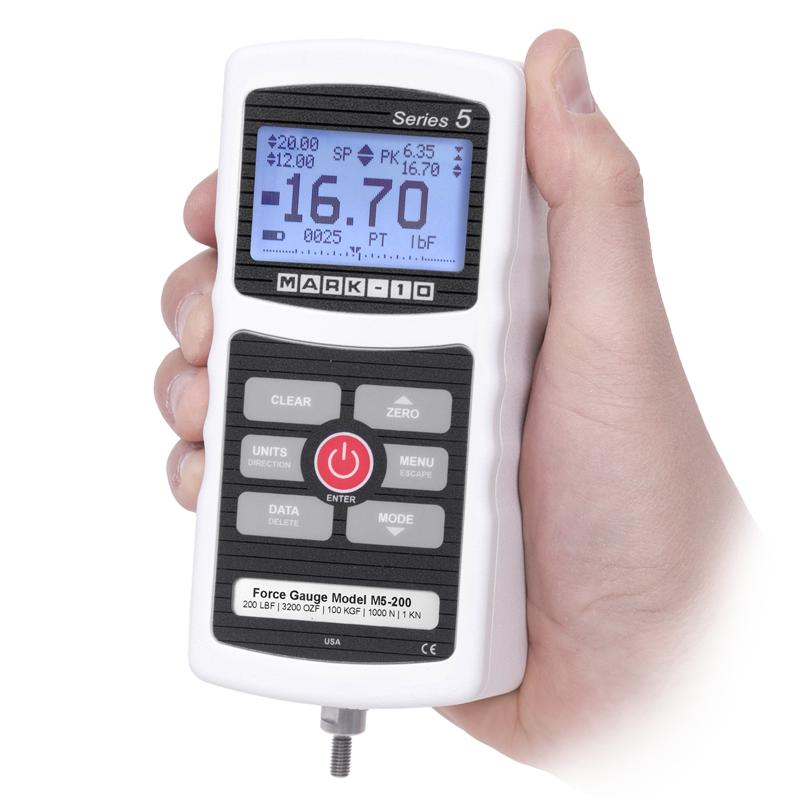 Series 5
20.00 SP PK 6.35
12.00 16.70
-16.70
0025 PT lbF
MARK-10
CLEAR
ZERO
UNITS
DIRECTION
MENU
ESCAPE
ENTER
DATA
DELETE
MODE
Force Gauge Model M5-200
200 LBF | 3200 OZF | 100 KGF | 1000 N | 1 KN
USA
CE